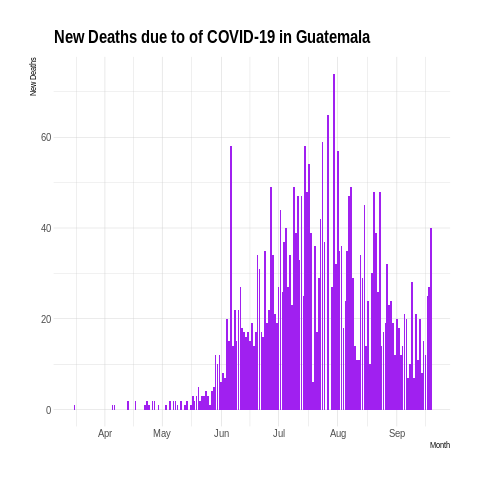 New Deaths due to of COVID-19 in Guatemala
New Deaths
60
40
20
0
Apr May Jun Jul Aug Sep
Month